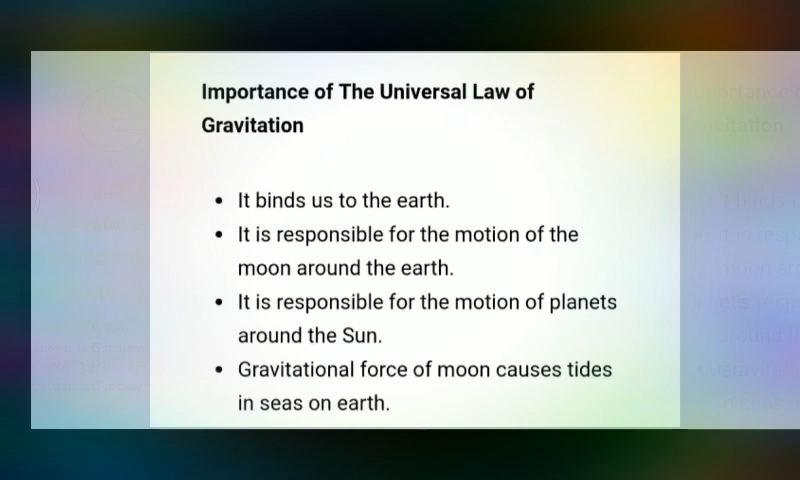 Importance of The Universal Law of
Gravitation
• It binds us to the earth.
• It is responsible for the motion of the
moon around the earth.
• It is responsible for the motion of planets
around the Sun.
• Gravitational force of moon causes tides
in seas on earth.